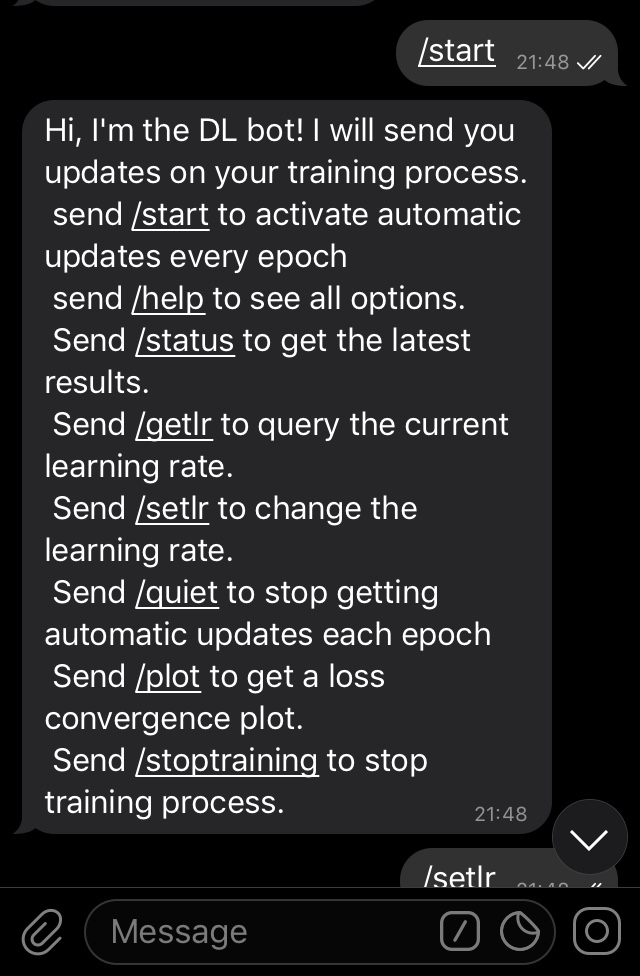 /start 21:48
Hi, I'm the DL bot! I will send you
updates on your training process.
send /start to activate automatic
updates every epoch
send /help to see all options.
Send /status to get the latest
results.
Send /getlr to query the current
learning rate.
Send /setlr to change the
learning rate.
Send /quiet to stop getting
automatic updates each epoch
Send /plot to get a loss
convergence plot.
Send /stoptraining to stop
training process.
21:48
/setlr 21:48
Message